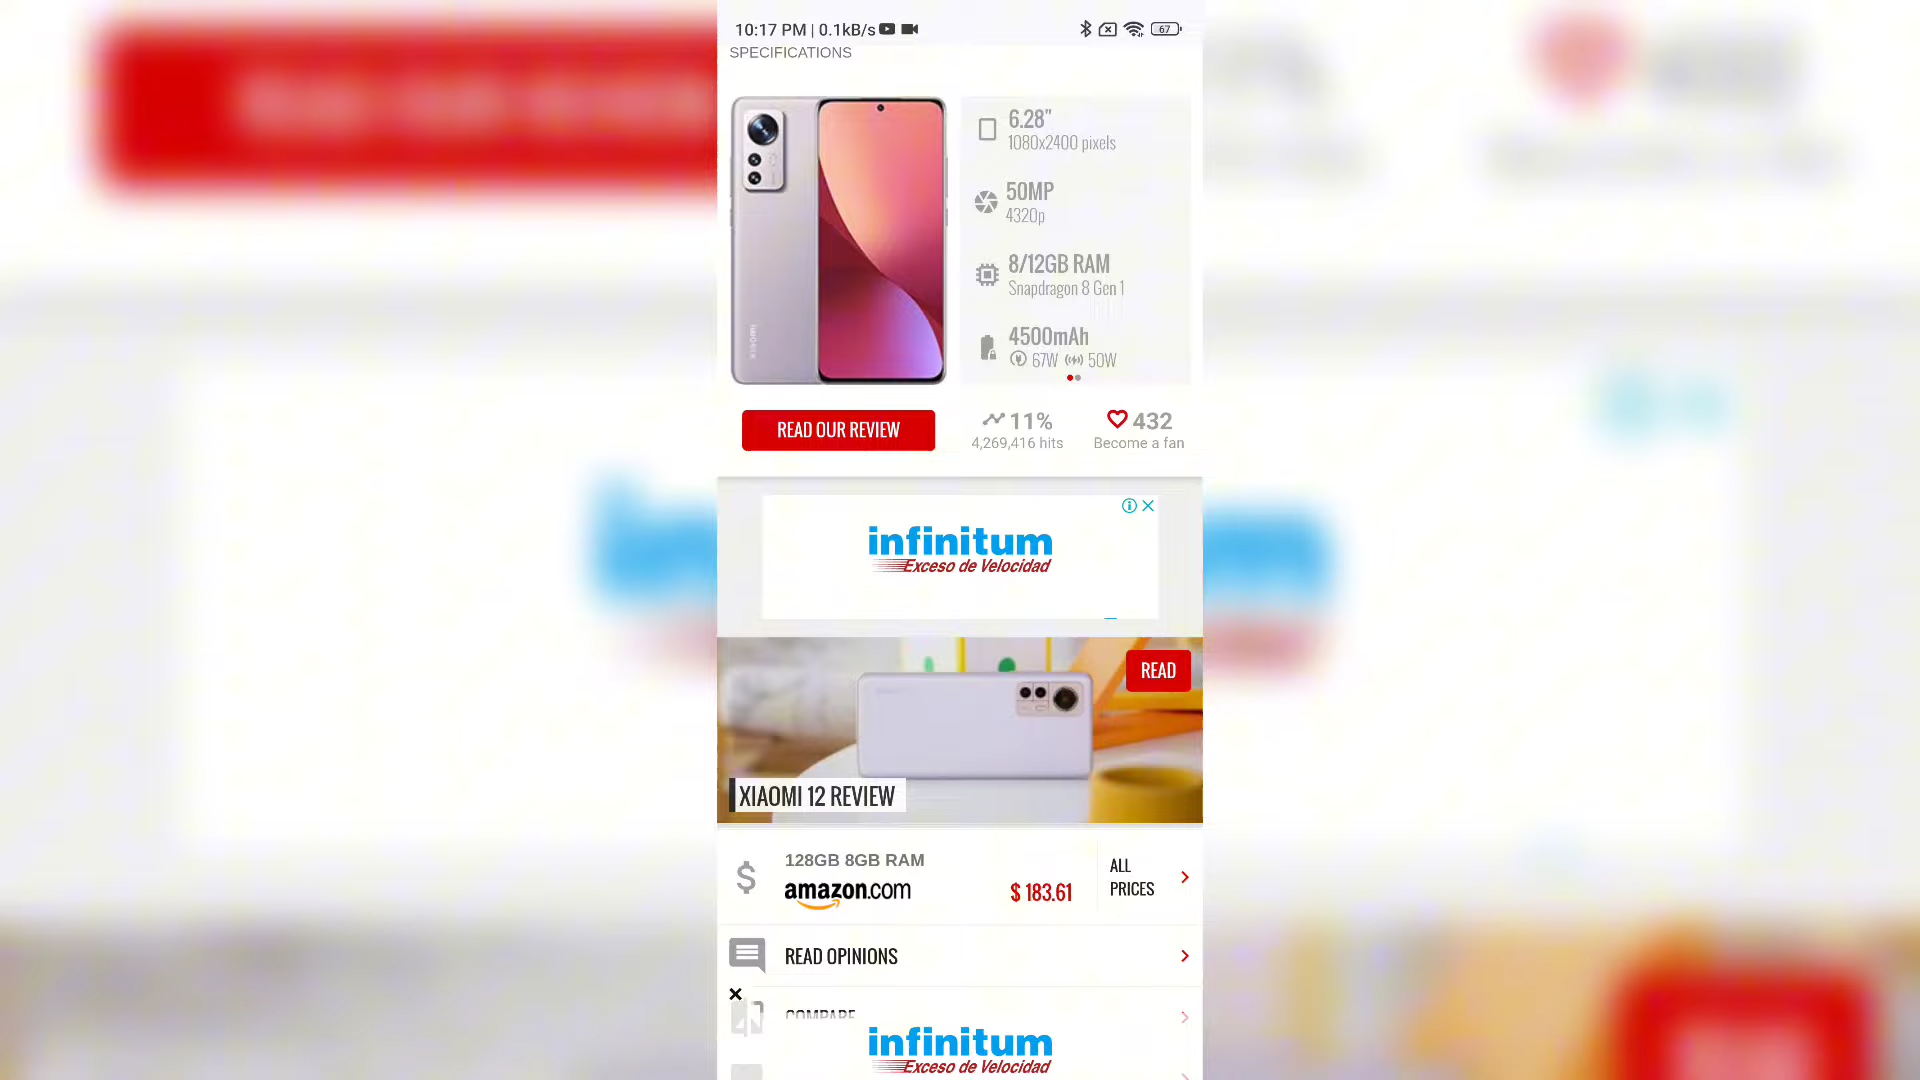 10:17 PM | 0.1kB/s
67
SPECIFICATIONS
6.28"
1080x2400 pixels
50MP
4320p
8/12GB RAM
Snapdragon 8 Gen 1
4500mAh
67W 50W
READ OUR REVIEW
11%
4,269,416 hits
432
Become a fan
infinitum
Exceso de Velocidad
READ
XIAOMI 12 REVIEW
128GB 8GB RAM
amazon.com
$ 183.61
ALL
PRICES
READ OPINIONS
COMPARE
infinitum
Exceso de Velocidad